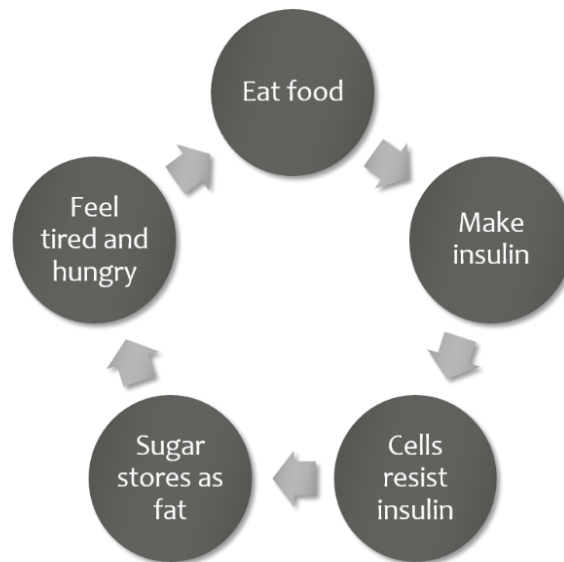 Eat food
Make
insulin
Cells
resist
insulin
Sugar
stores as
fat
Feel
tired and
hungry